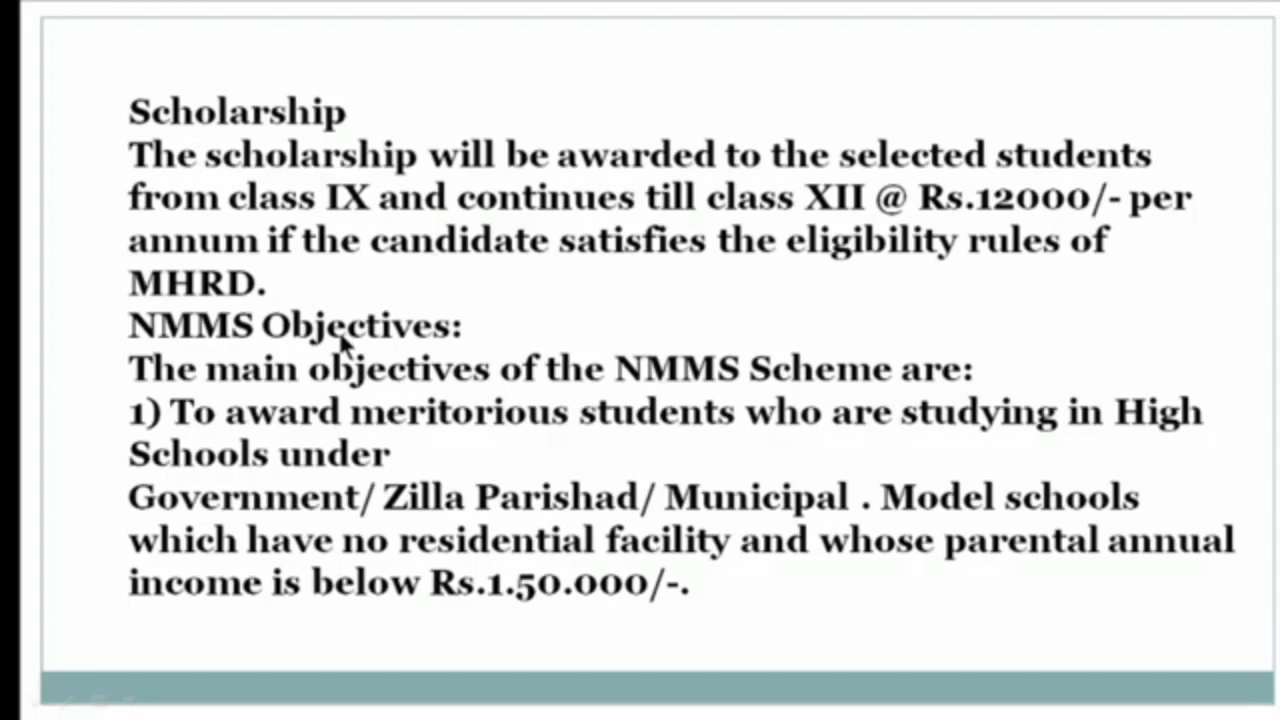 Scholarship
The scholarship will be awarded to the selected students
from class IX and continues till class XII @ Rs.12000/- per
annum if the candidate satisfies the eligibility rules of
MHRD.
NMMS Objectives:
The main objectives of the NMMS Scheme are:
1) To award meritorious students who are studying in High
Schools under
Government/ Zilla Parishad/ Municipal . Model schools
which have no residential facility and whose parental annual
income is below Rs.1.50.000/-.